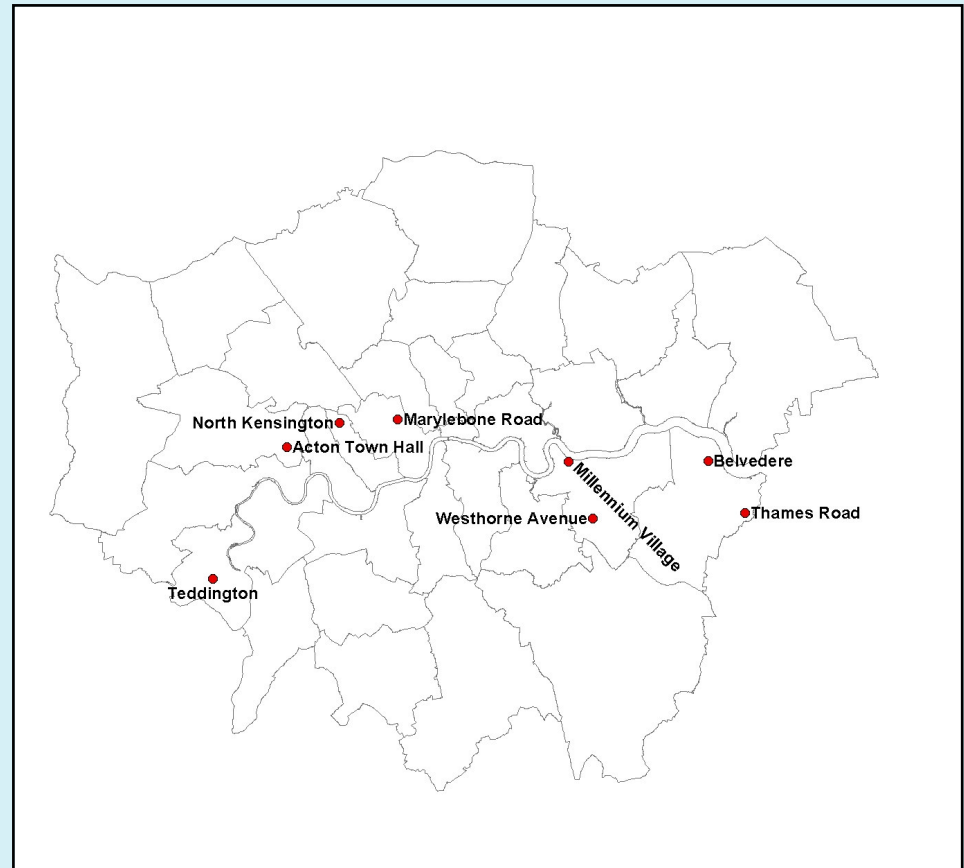 North Kensington
Marylebone Road
Acton Town Hall
Belvedere
Millennium Village
Thames Road
Westhorne Avenue
Teddington